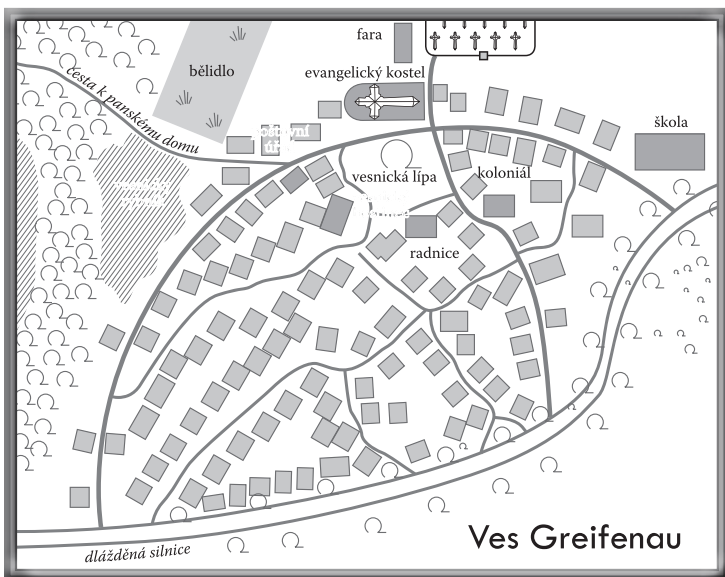 fara
bělidlo
evangelický kostel
cesta k panskému domu
škola
vesnická lípa
koloniál
radnice
Ves Greifenau
dlážděná silnice